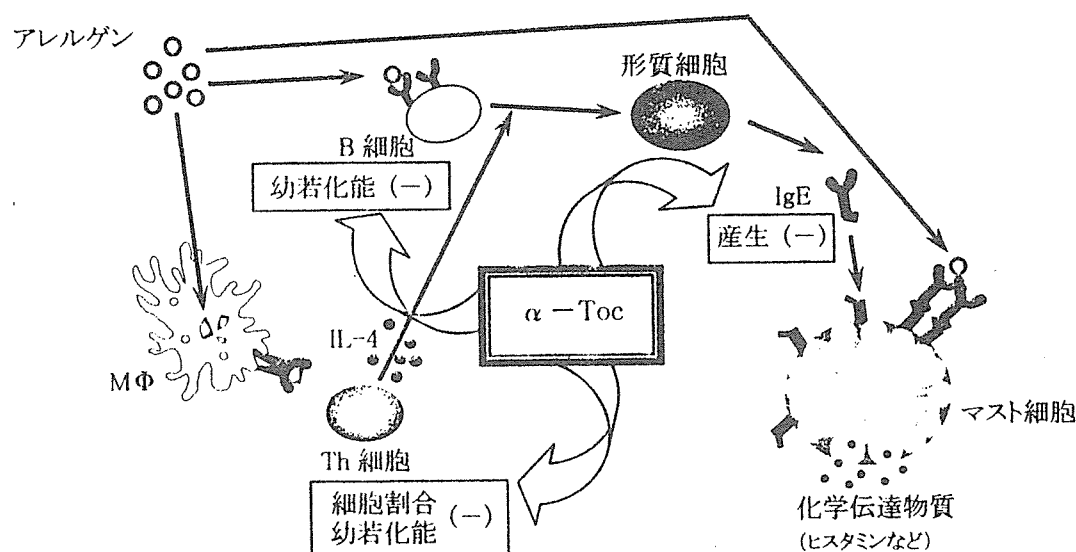 アレルゲン
形質細胞
B 細胞
幼若化能 (−)
IgE
産生 (−)
α −Toc
IL-4
MΦ
マスト細胞
Th 細胞
細胞割合
幼若化能 (−)
化学伝達物質
(ヒスタミンなど)